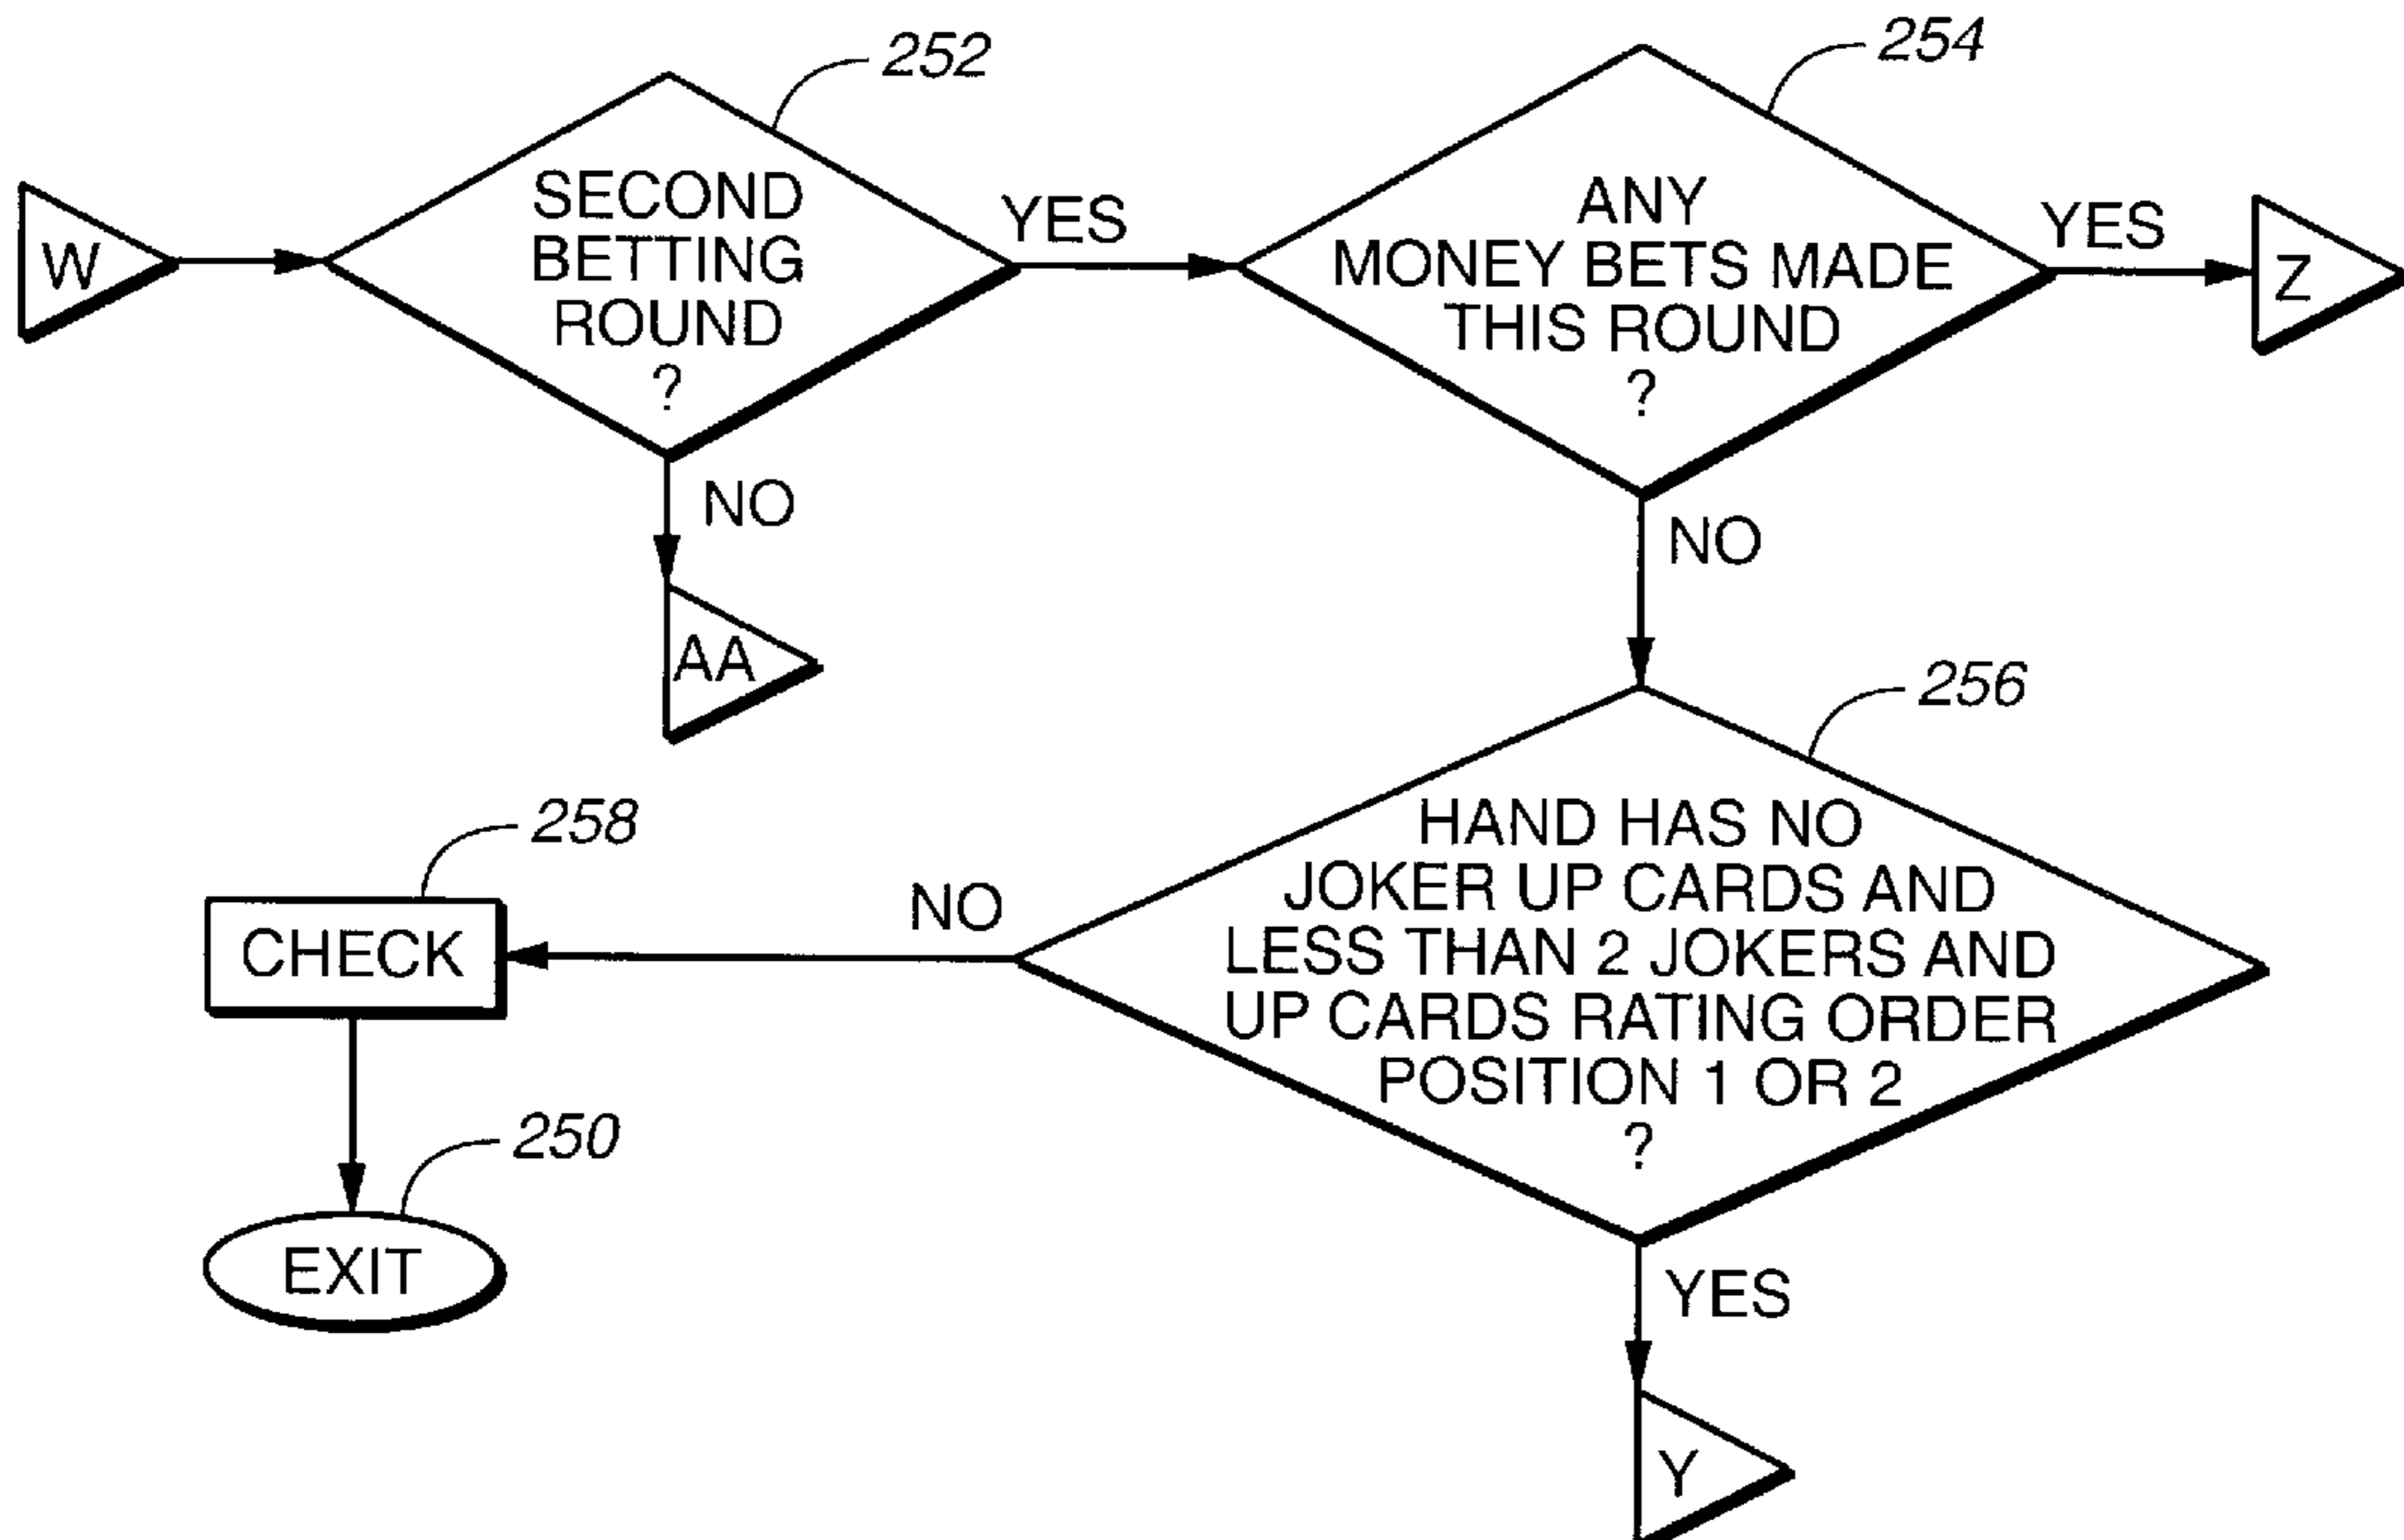 252
254
W
SECOND
BETTING
ROUND
?
YES
ANY
MONEY BETS MADE
THIS ROUND
?
YES
Z
NO
AA
NO
256
HAND HAS NO
JOKER UP CARDS AND
LESS THAN 2 JOKERS AND
UP CARDS RATING ORDER
POSITION 1 OR 2
?
NO
258
CHECK
250
EXIT
YES
Y